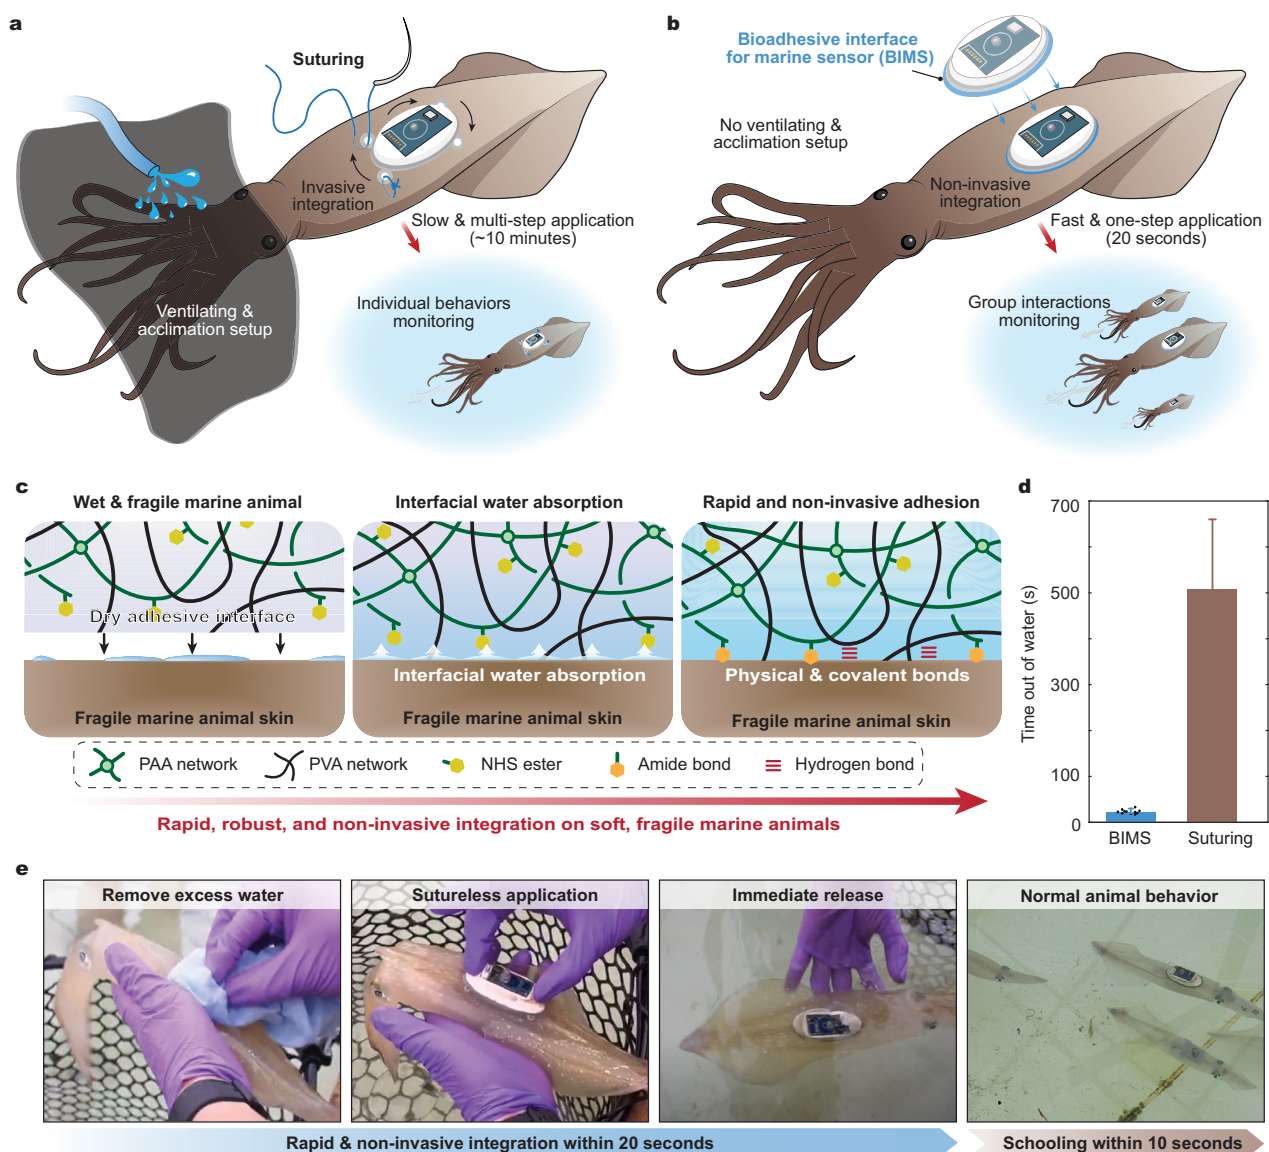 a
Suturing
Invasive
integration
Slow & multi-step application
(~10 minutes)
Ventilating &
acclimation setup
Individual behaviors
monitoring
b
Bioadhesive interface
for marine sensor (BIMS)
No ventilating &
acclimation setup
Non-invasive
integration
Fast & one-step application
(20 seconds)
Group interactions
monitoring
c
Wet & fragile marine animal
Dry adhesive interface
Fragile marine animal skin
Interfacial water absorption
Interfacial water absorption
Fragile marine animal skin
Rapid and non-invasive adhesion
Physical & covalent bonds
Fragile marine animal skin
PAA network
PVA network
NHS ester
Amide bond
Hydrogen bond
Rapid, robust, and non-invasive integration on soft, fragile marine animals
d
Time out of water (s)
700
500
300
100
0
BIMS
Suturing
e
Remove excess water
Sutureless application
Immediate release
Normal animal behavior
Rapid & non-invasive integration within 20 seconds
Schooling within 10 seconds